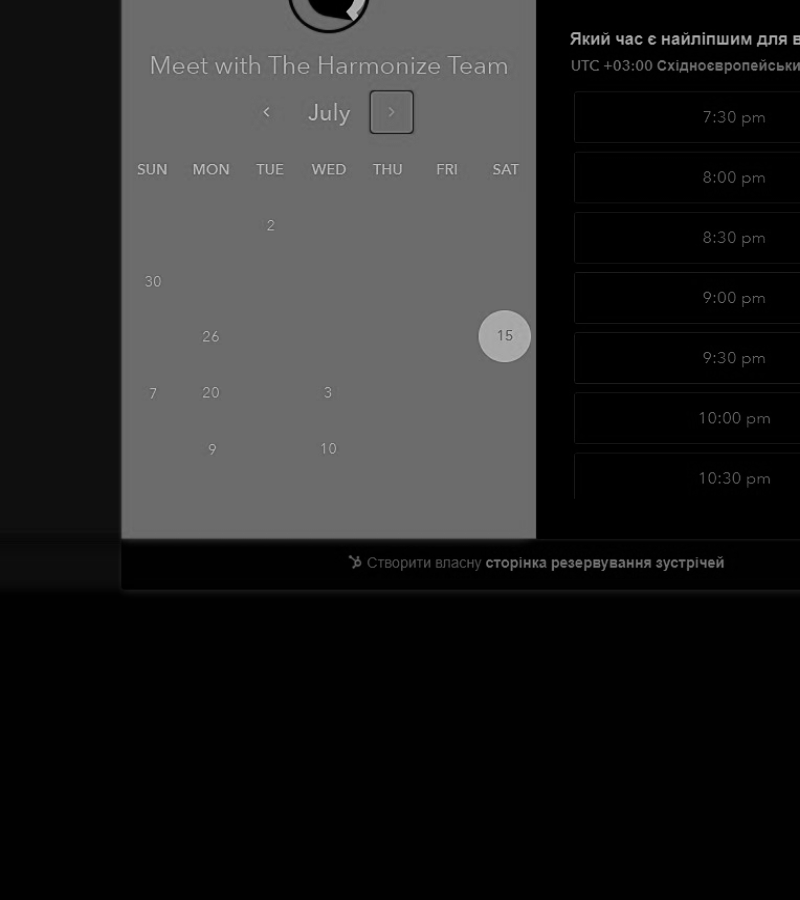 Meet with The Harmonize Team
July
SUN MON TUE WED THU FRI SAT
2
30
26 15
7 20 3
9 10
Який час є найліпшим для
UTC +03:00
7:30 pm
8:00 pm
8:30 pm
9:00 pm
9:30 pm
10:00 pm
10:30 pm
Створити власну сторінка резервування зустрічей